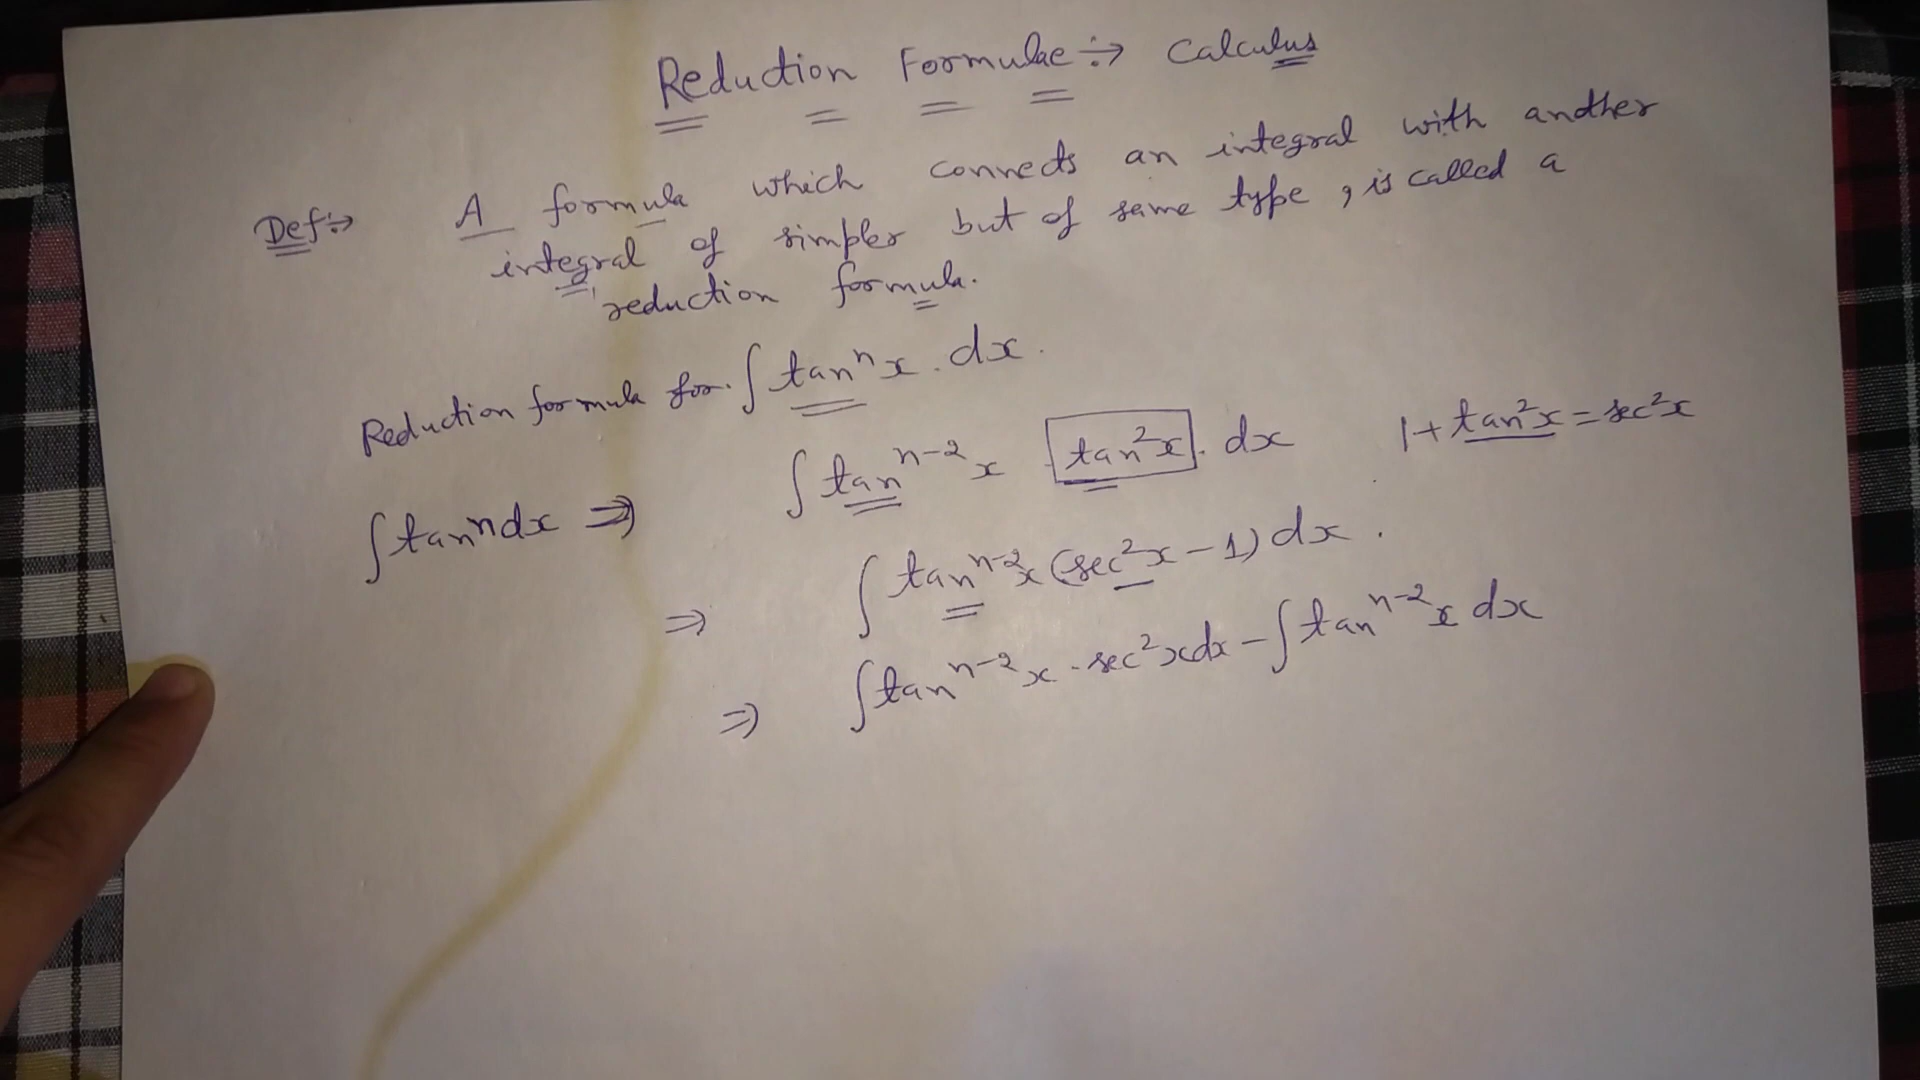 Reduction Formulae :→ Calculus
Def :→ A formula which connects an integral with another
integral of simpler but of same type , is called a
reduction formula.
Reduction formula for ∫ tanⁿx . dx .
∫ tanⁿ⁻²x . tan²x . dx 1 + tan²x = sec²x
∫ tanⁿdx ⇒
⇒ ∫ tanⁿ⁻²x (sec²x - 1) dx .
⇒ ∫ tanⁿ⁻²x . sec²x dx - ∫ tanⁿ⁻²x dx